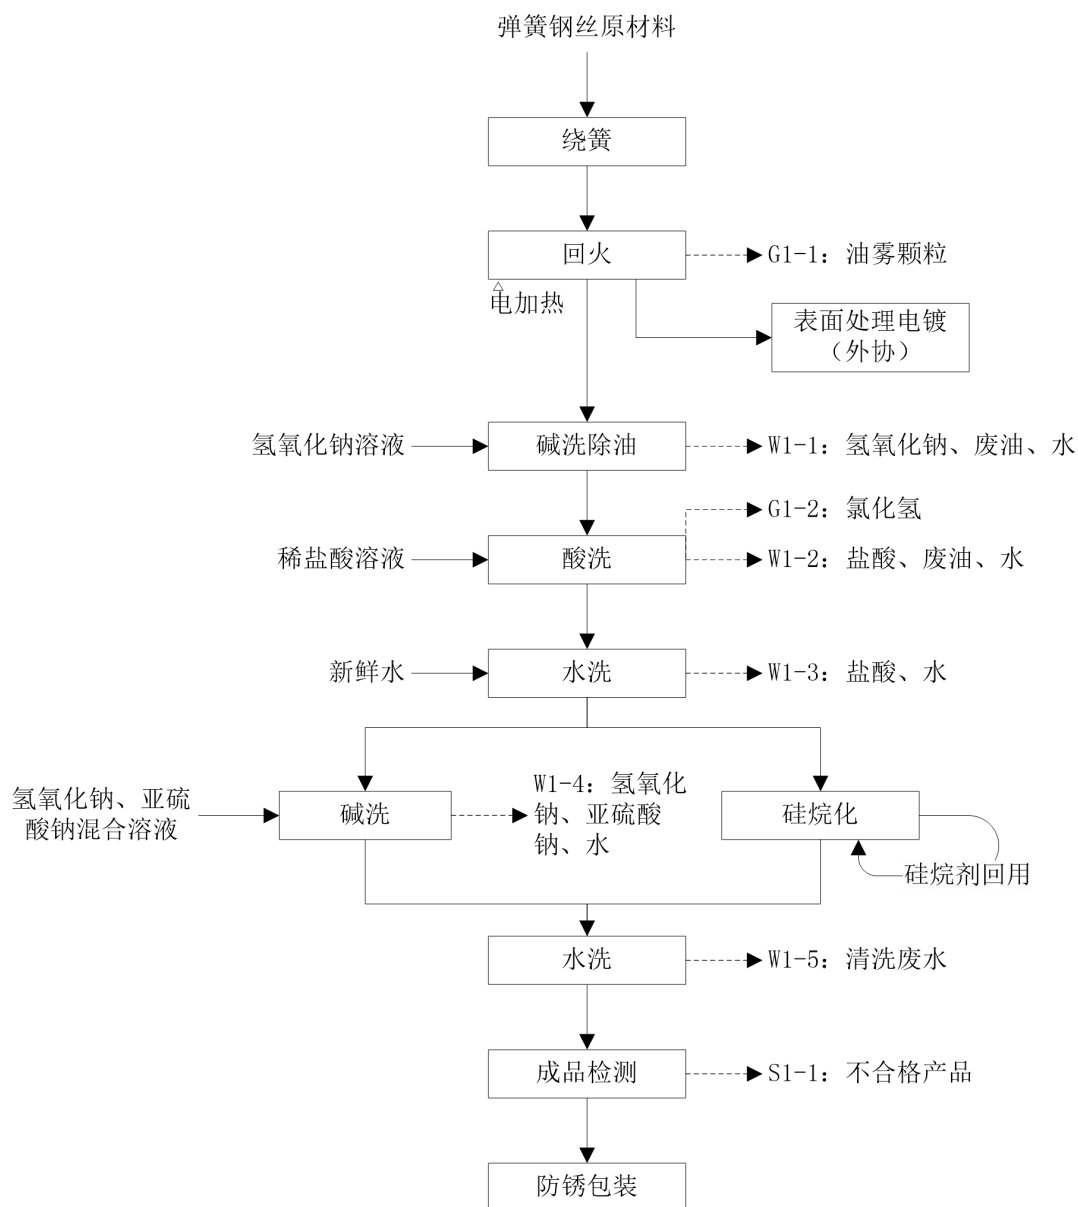 弹簧钢丝原材料
绕簧
回火
G1-1：油雾颗粒
电加热
表面处理电镀
（外协）
氢氧化钠溶液
碱洗除油
W1-1：氢氧化钠、废油、水
G1-2：氯化氢
稀盐酸溶液
酸洗
W1-2：盐酸、废油、水
新鲜水
水洗
W1-3：盐酸、水
氢氧化钠、亚硫
酸钠混合溶液
碱洗
W1-4：氢氧化
钠、亚硫酸
钠、水
硅烷化
硅烷剂回用
水洗
W1-5：清洗废水
成品检测
S1-1：不合格产品
防锈包装